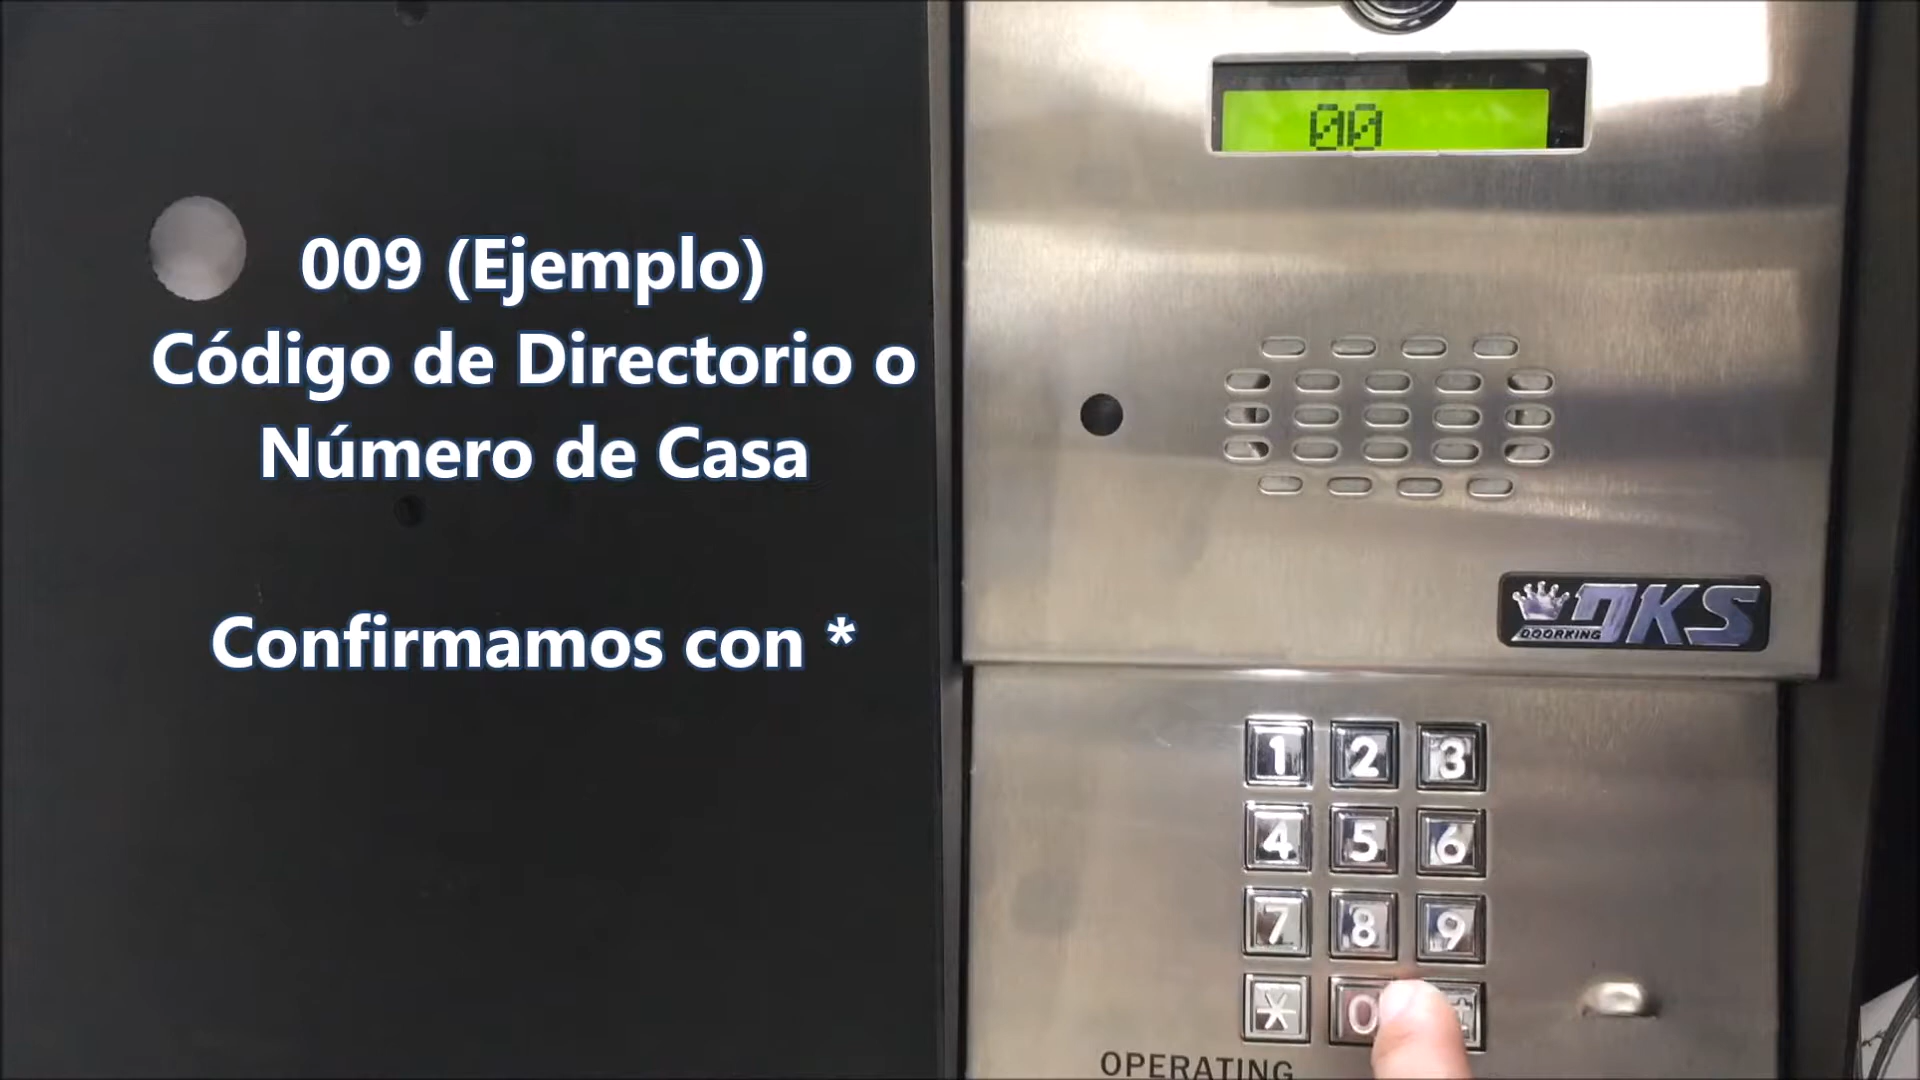 009 (Ejemplo)
Código de Directorio o
Número de Casa
Confirmamos con *
00
DOORKING
DKS
1 2 3
4 5 6
7 8 9
* 0
OPERATING